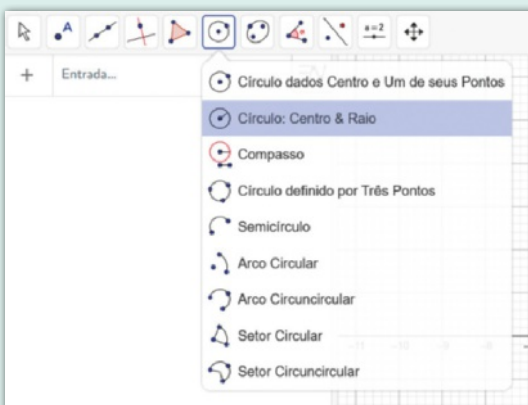 A
a=2
+ Entrada...
Círculo dados Centro e Um de seus Pontos
Círculo: Centro & Raio
Compasso
Círculo definido por Três Pontos
Semicírculo
Arco Circular
Arco Circuncircular
Setor Circular
Setor Circuncircular